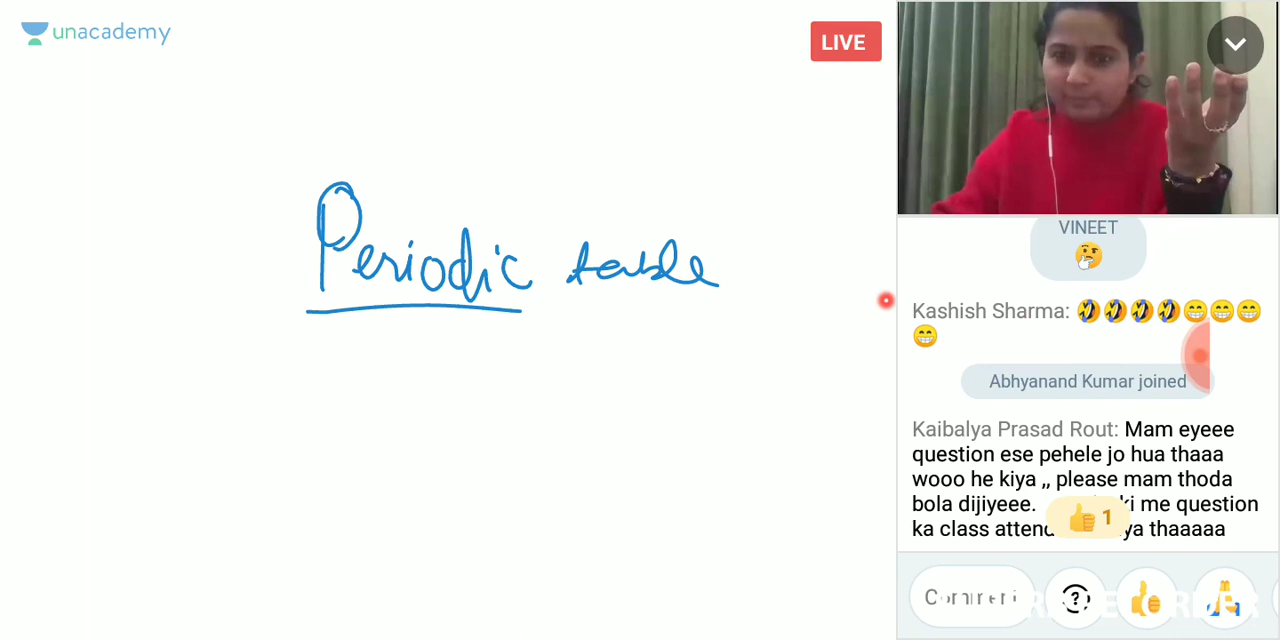 unacademy
LIVE
Periodic table
VINEET
🤔
Kashish Sharma: 🤣🤣🤣🤣😁😁😁
😁
Abhyanand Kumar joined
Kaibalya Prasad Rout: Mam eyeee
question ese pehele jo hua thaaa
wooo he kiya ,, please mam thoda
bola dijiyeee. ki me question
ka class attend ya thaaaaa
👍 1
Comment